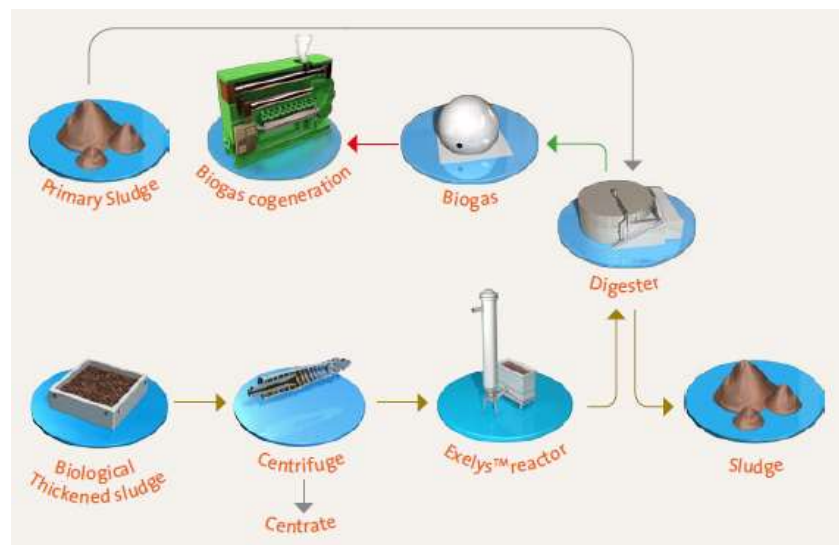 Primary Sludge
Biogas cogeneration
Biogas
Digester
Biological
Thickened sludge
Centrifuge
Exelys™ reactor
Sludge
Centrate